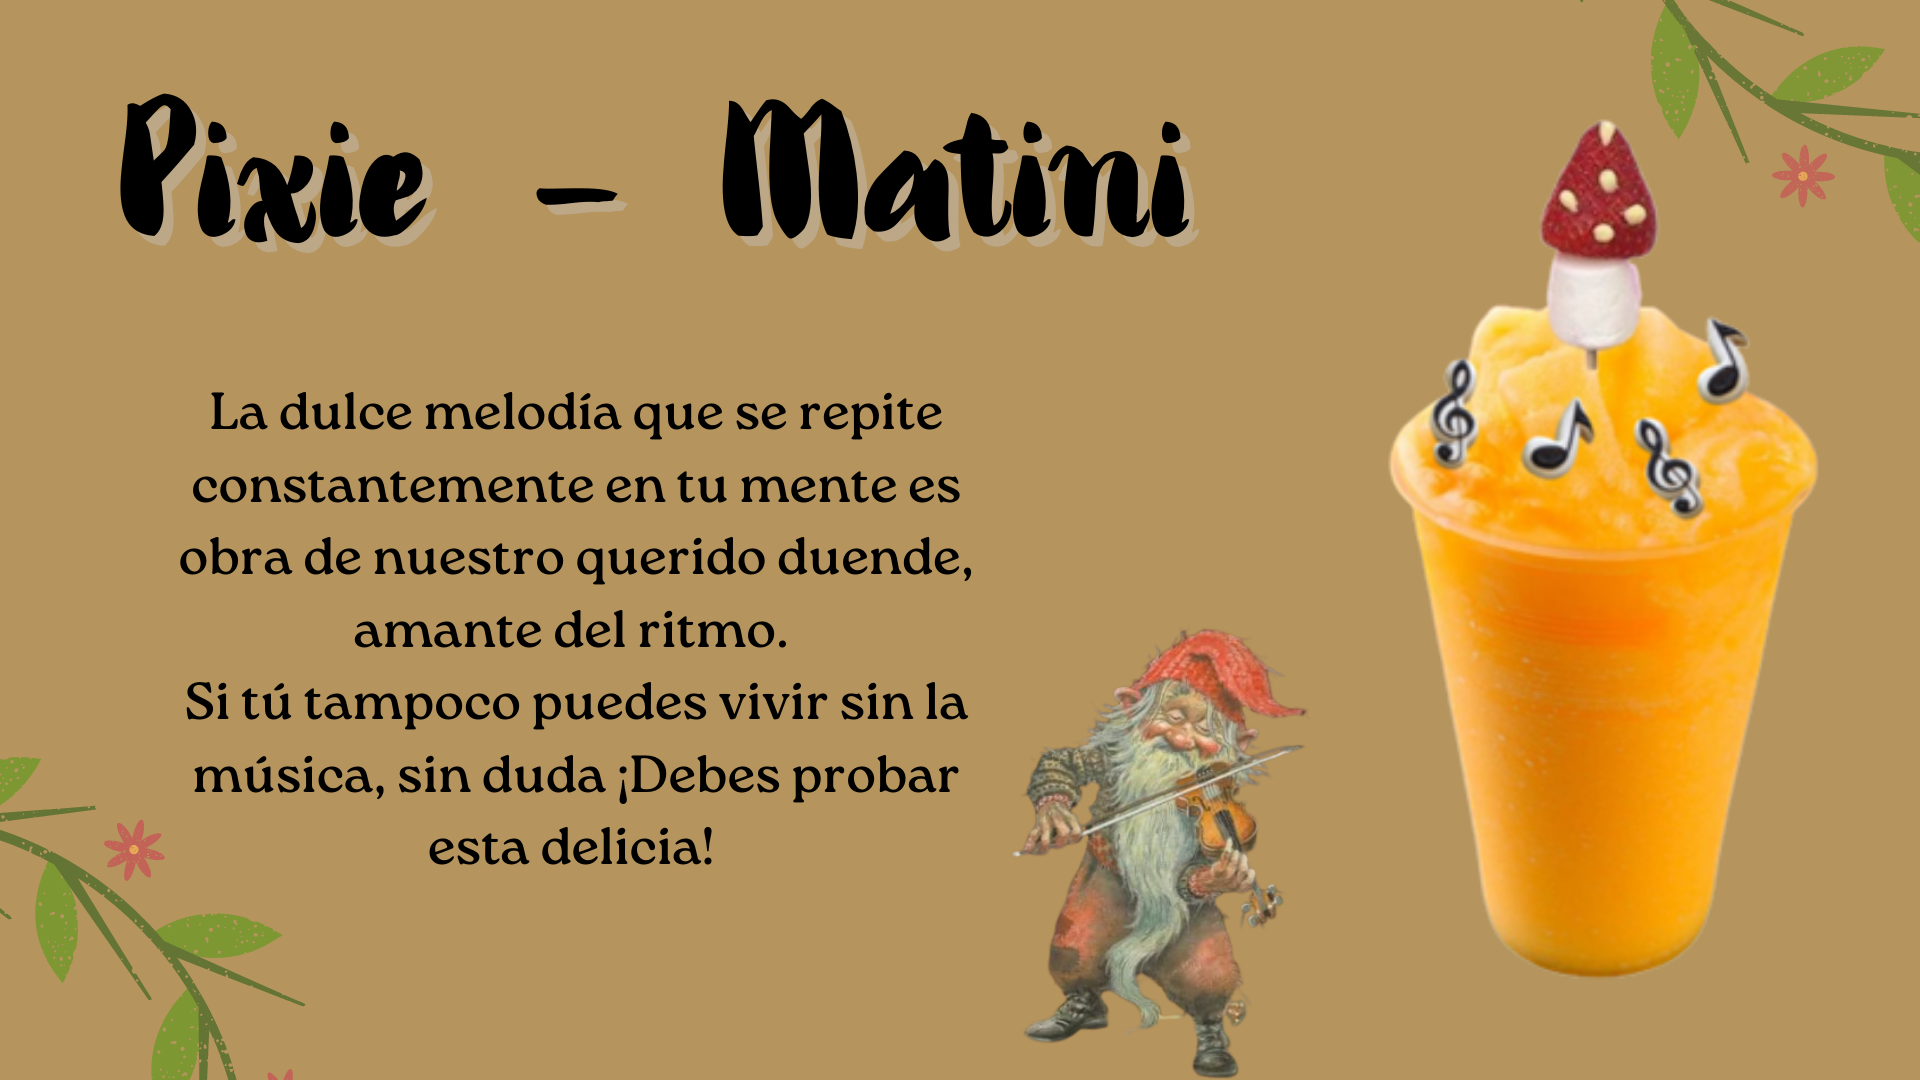 Pixie - Matini
La dulce melodía que se repite
constantemente en tu mente es
obra de nuestro querido duende,
amante del ritmo.
Si tú tampoco puedes vivir sin la
música, sin duda ¡Debes probar
esta delicia!